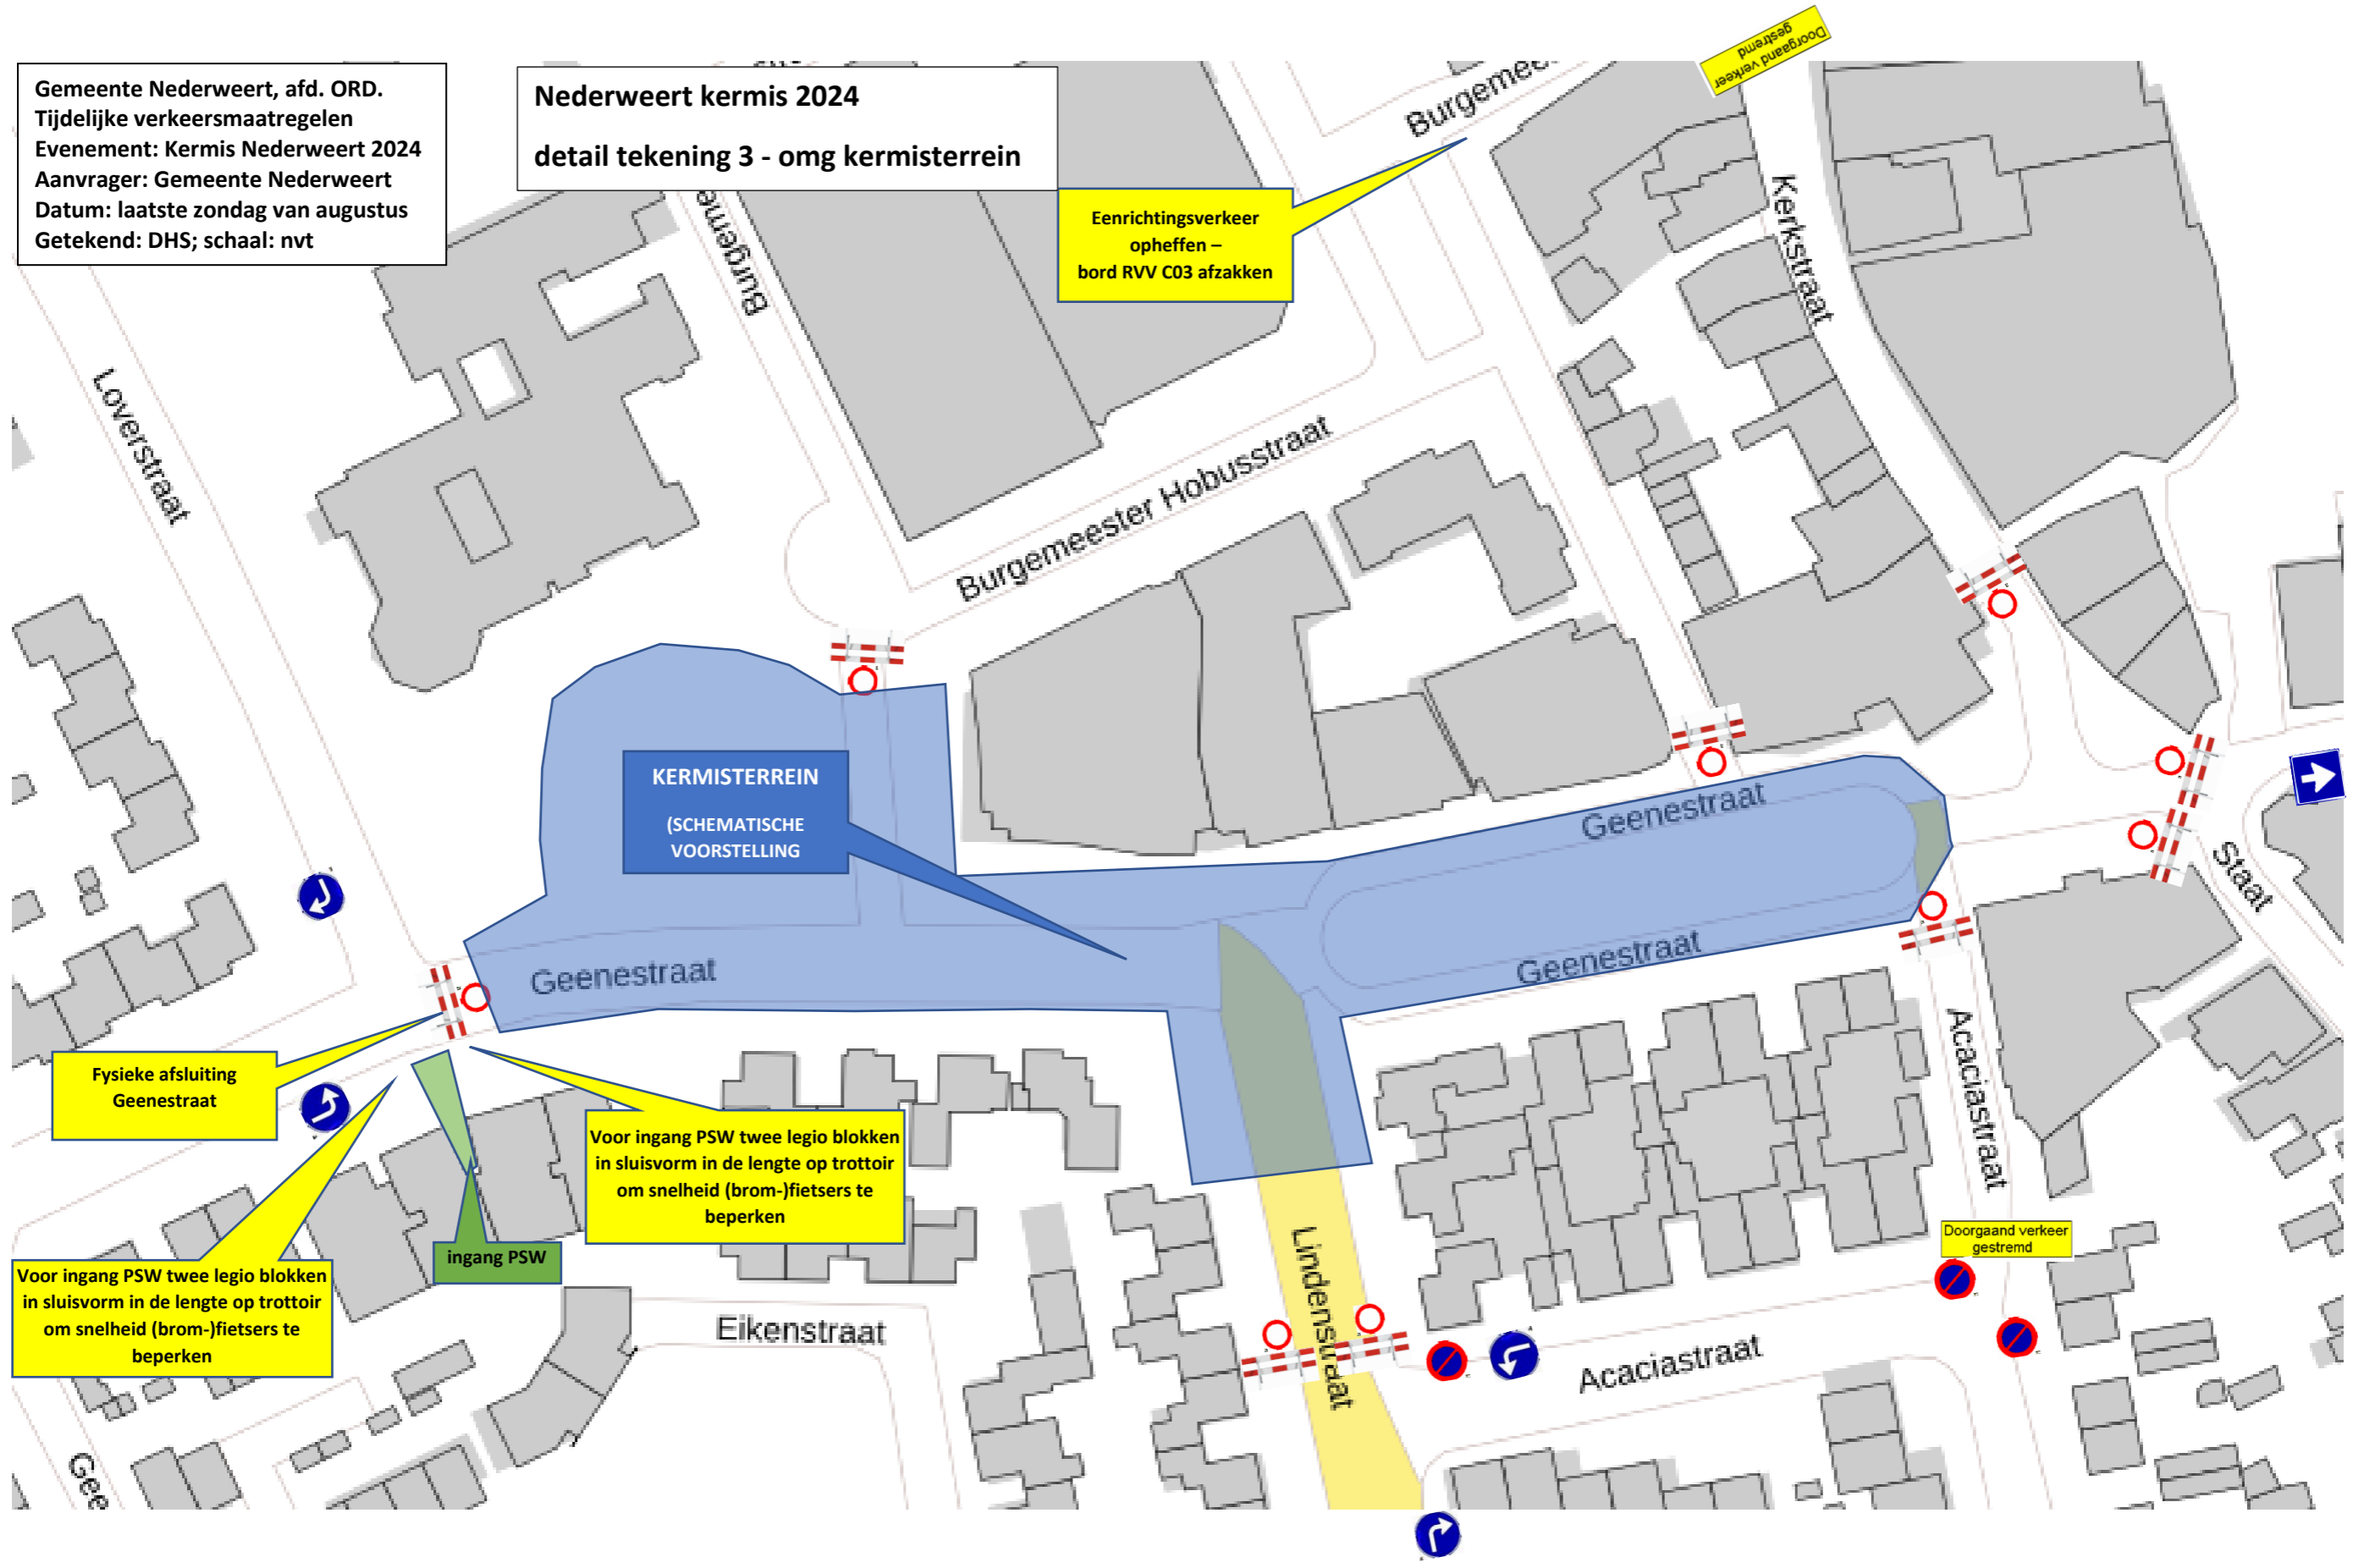 Gemeente Nederweert, afd. ORD.
Tijdelijke verkeersmaatregelen
Evenement: Kermis Nederweert 2024
Aanvrager: Gemeente Nederweert
Datum: laatste zondag van augustus
Getekend: DHS; schaal: nvt
Nederweert kermis 2024
detail tekening 3 - omg kermisterrein
Doorgaand verkeer
gestremd
Burgemee
Eenrichtingsverkeer
opheffen –
bord RVV C03 afzakken
Burgeme
Kerkstraat
Loverstraat
Burgemeester Hobusstraat
KERMISTERREIN
(SCHEMATISCHE
VOORSTELLING
Geenestraat
Geenestraat
Geenestraat
Staat
Acaciastraat
Fysieke afsluiting
Geenestraat
Voor ingang PSW twee legio blokken
in sluisvorm in de lengte op trottoir
om snelheid (brom-)fietsers te
beperken
ingang PSW
Voor ingang PSW twee legio blokken
in sluisvorm in de lengte op trottoir
om snelheid (brom-)fietsers te
beperken
Doorgaand verkeer
gestremd
Lindenstraat
Eikenstraat
Acaciastraat
Gee